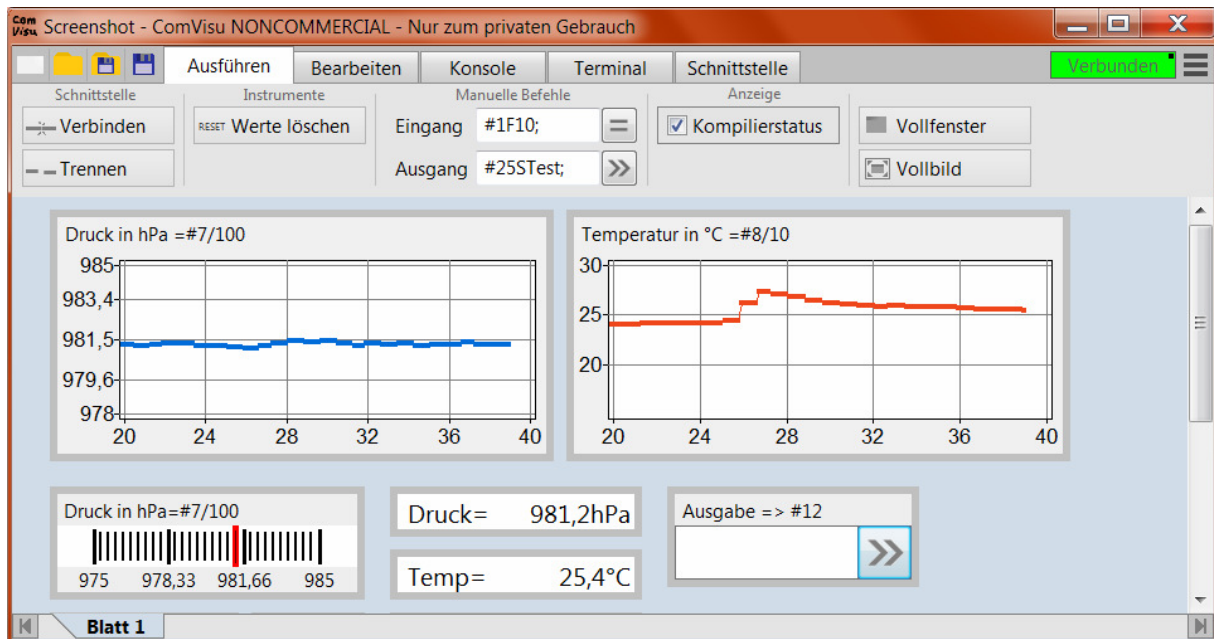 Com
Visu
Screenshot - ComVisu NONCOMMERCIAL - Nur zum privaten Gebrauch
Ausführen Bearbeiten Konsole Terminal Schnittstelle Verbunden
Schnittstelle Instrumente Manuelle Befehle Anzeige
Verbinden RESET Werte löschen Eingang #1F10; = Kompilierstatus Vollfenster
Trennen Ausgang #25STest; Vollbild
Druck in hPa =#7/100
985
983,4
981,5
979,6
978
20 24 28 32 36 40
Temperatur in °C =#8/10
30
25
20
20 24 28 32 36 40
Druck in hPa=#7/100
975 978,33 981,66 985
Druck= 981,2hPa
Temp= 25,4°C
Ausgabe => #12
Blatt 1